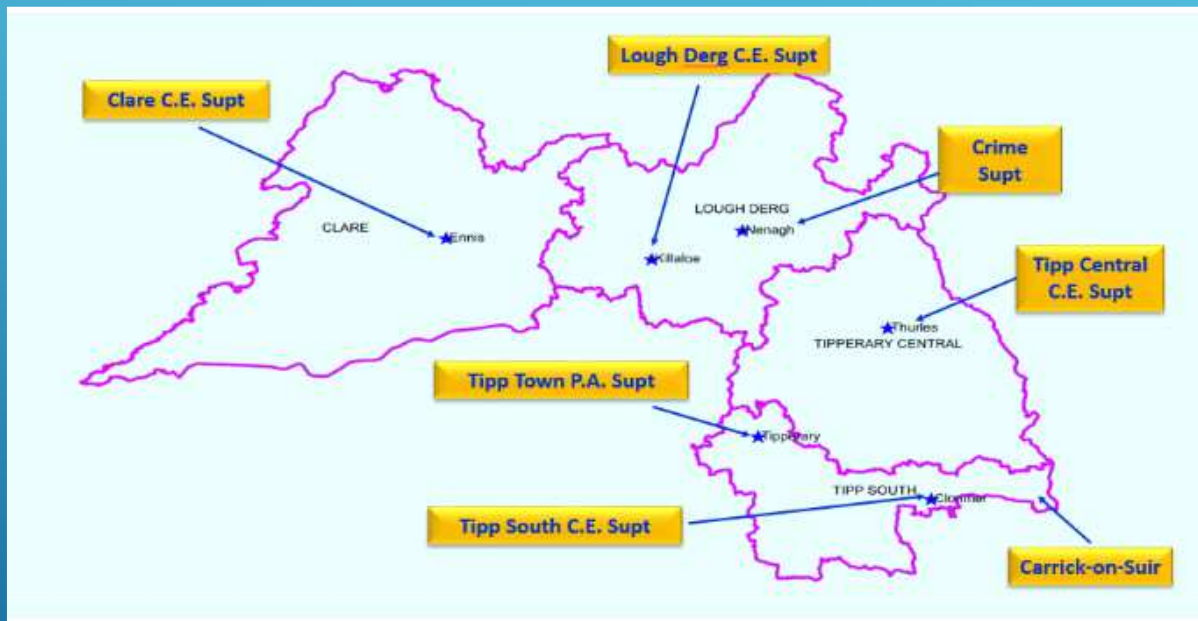 Lough Derg C.E. Supt
Clare C.E. Supt
Crime
Supt
LOUGH DERG
Nenagh
CLARE
Ennis
Killaloe
Tipp Central
C.E. Supt
Thurles
TIPPERARY CENTRAL
Tipp Town P.A. Supt
Tipperary
TIPP SOUTH
Clonmel
Tipp South C.E. Supt
Carrick-on-Suir